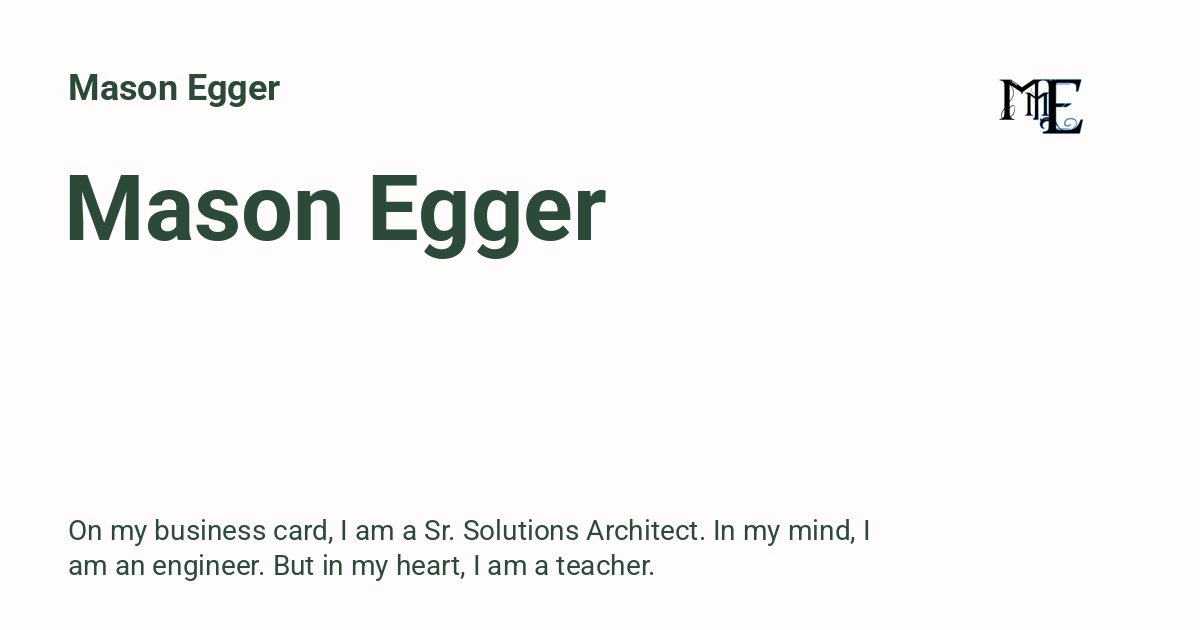 Mason Egger
MmE
Mason Egger
On my business card, I am a Sr. Solutions Architect. In my mind, I
am an engineer. But in my heart, I am a teacher.